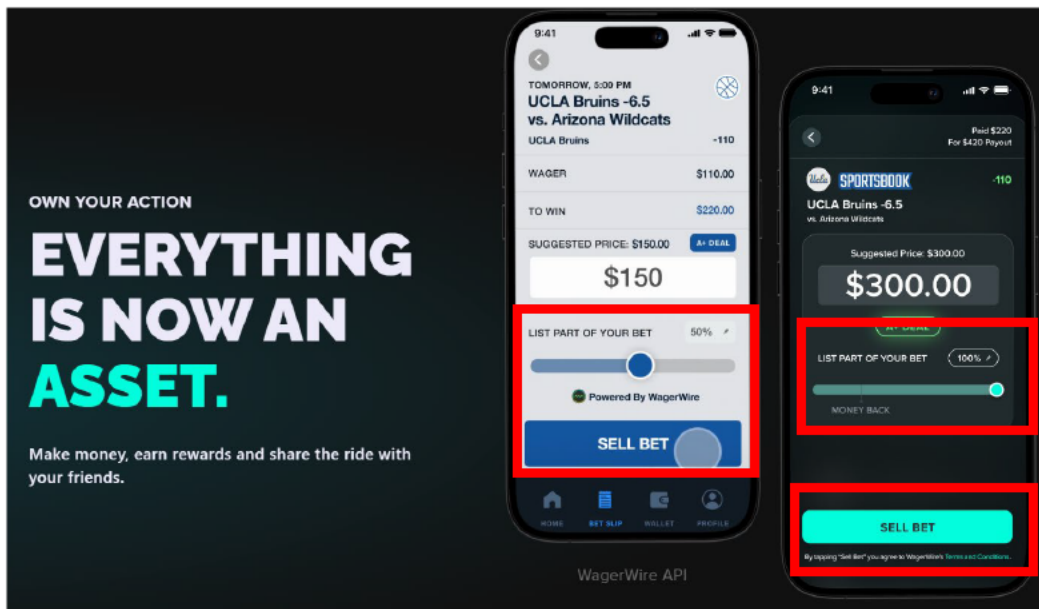 OWN YOUR ACTION
EVERYTHING
IS NOW AN
ASSET.
Make money, earn rewards and share the ride with
your friends.
9:41
TOMORROW, 5:00 PM
UCLA Bruins -6.5
vs. Arizona Wildcats
UCLA Bruins -110
WAGER $110.00
TO WIN $220.00
SUGGESTED PRICE: $150.00 A+ DEAL
$150
LIST PART OF YOUR BET 50%
Powered By WagerWire
SELL BET
HOME BET SLIP WALLET PROFILE
WagerWire API
9:41
Paid $220
For $420 Payout
Ucla SPORTSBOOK -110
UCLA Bruins -6.5
vs. Arizona Wildcats
Suggested Price: $300.00
$300.00
A+ DEAL
LIST PART OF YOUR BET 100%
MONEY BACK
SELL BET
By tapping "Sell Bet" you agree to WagerWire's Terms and Conditions.